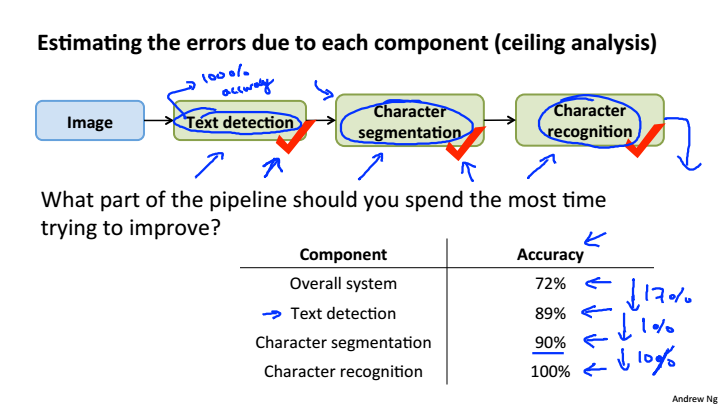 Estimating the errors due to each component (ceiling analysis)
100% accuracy
Image
Text detection
Character segmentation
Character recognition
What part of the pipeline should you spend the most time
trying to improve?
Component Accuracy
Overall system 72%
17%
Text detection 89%
1%
Character segmentation 90%
10%
Character recognition 100%
Andrew Ng